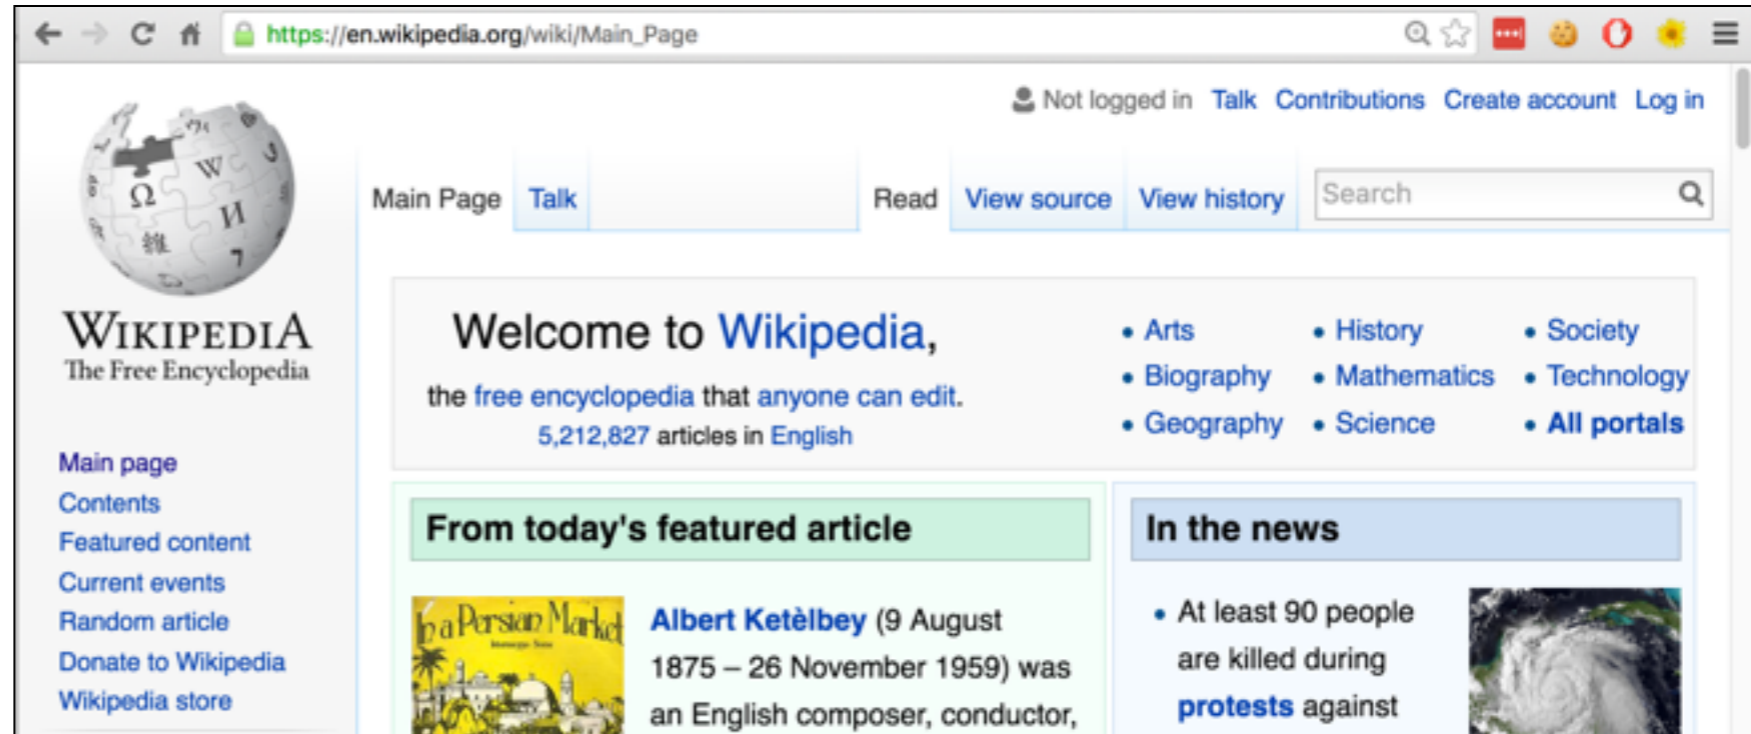 https://en.wikipedia.org/wiki/Main_Page
Not logged in Talk Contributions Create account Log in
Main Page Talk Read View source View history Search
Ω W И 雜 7
WIKIPEDIA
The Free Encyclopedia
Main page
Contents
Featured content
Current events
Random article
Donate to Wikipedia
Wikipedia store
Welcome to Wikipedia,
the free encyclopedia that anyone can edit.
5,212,827 articles in English
• Arts
• Biography
• Geography
• History
• Mathematics
• Science
• Society
• Technology
• All portals
From today's featured article
In a Persian Market
Albert Ketèlbey (9 August
1875 – 26 November 1959) was
an English composer, conductor,
In the news
• At least 90 people
are killed during
protests against